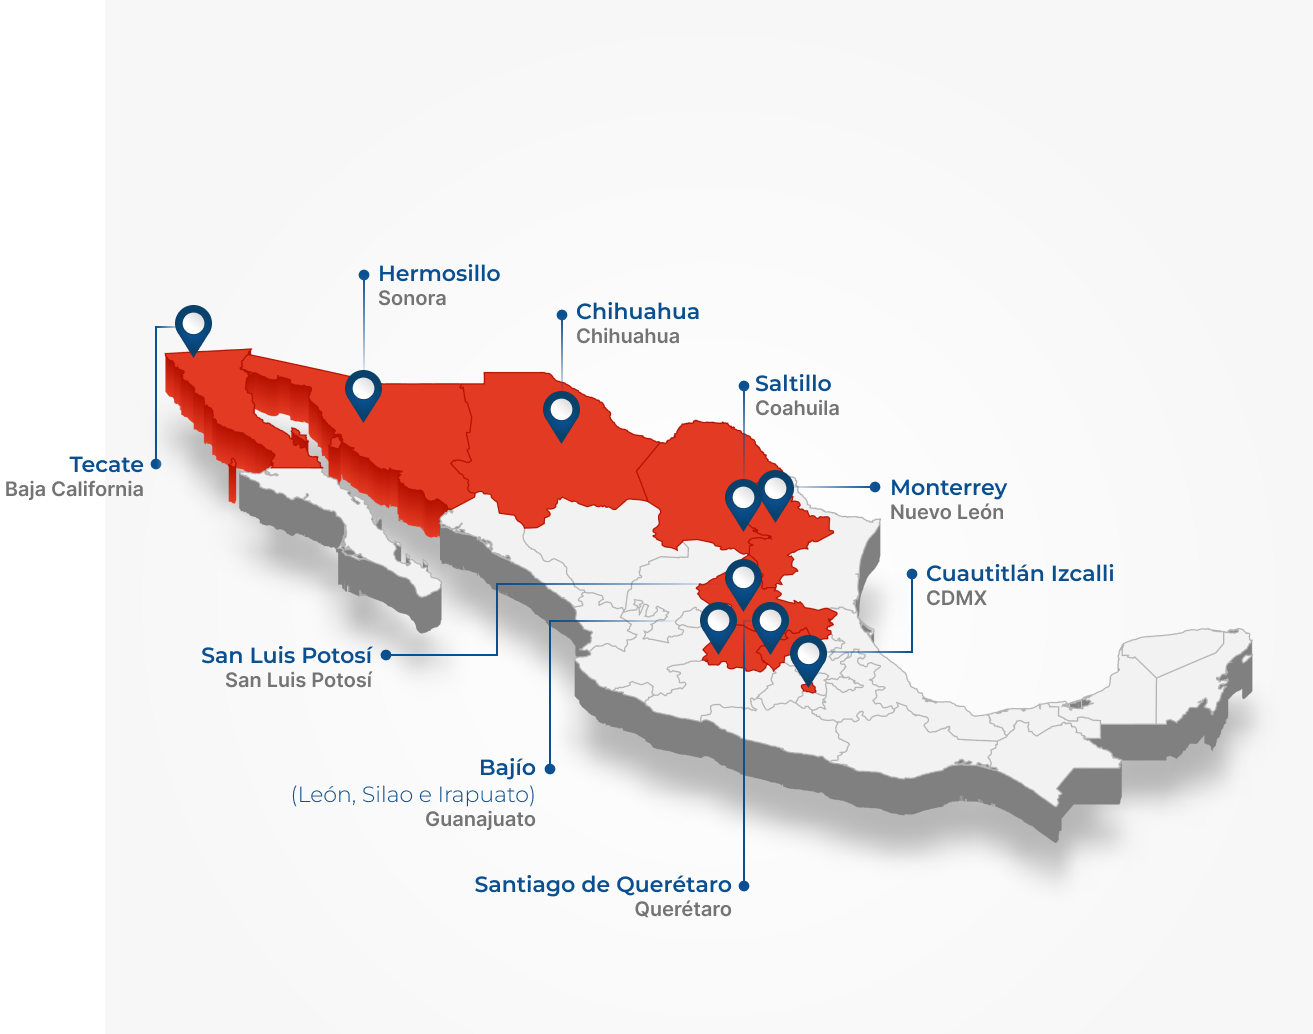 Hermosillo
Sonora
Chihuahua
Chihuahua
Saltillo
Coahuila
Tecate
Baja California
Monterrey
Nuevo León
Cuautitlán Izcalli
CDMX
San Luis Potosí
San Luis Potosí
Bajío
(León, Silao e Irapuato)
Guanajuato
Santiago de Querétaro
Querétaro